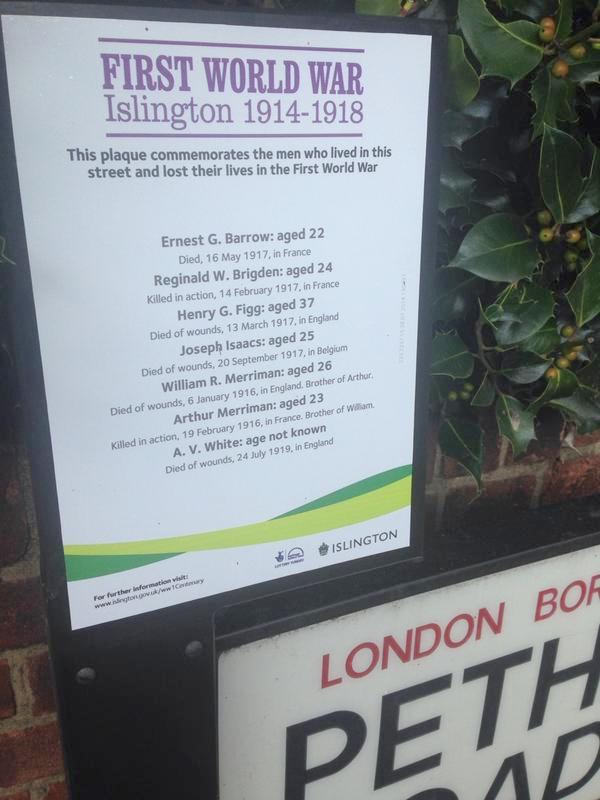 FIRST WORLD WAR
Islington 1914-1918
This plaque commemorates the men who lived in this
street and lost their lives in the First World War
Ernest G. Barrow: aged 22
Died, 16 May 1917, in France
Reginald W. Brigden: aged 24
Killed in action, 14 February 1917, in France
Henry G. Figg: aged 37
Died of wounds, 13 March 1917, in England
Joseph Isaacs: aged 25
Died of wounds, 20 September 1917, in Belgium
William R. Merriman: aged 26
Died of wounds, 6 January 1916, in England. Brother of Arthur.
Arthur Merriman: aged 23
Killed in action, 19 February 1916, in France. Brother of William.
A. V. White: age not known
Died of wounds, 24 July 1919, in England
LOTTERY FUNDED
ISLINGTON
For further information visit:
www.islington.gov.uk/ww1Centenary
LONDON BOR
PETH
OAD